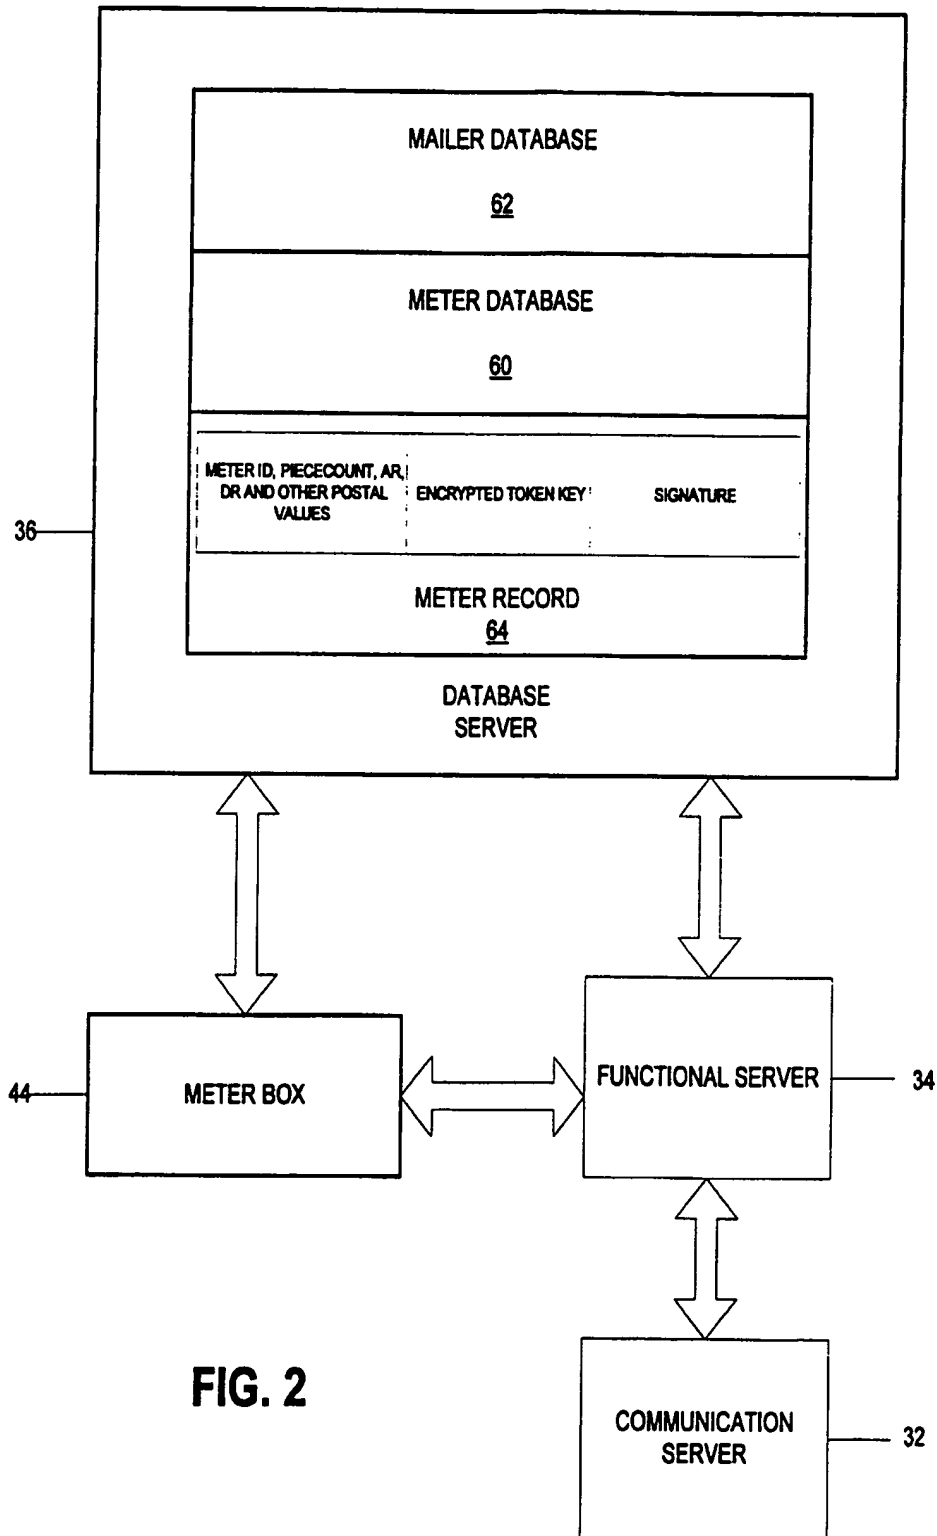 MAILER DATABASE
62
METER DATABASE
60
METER ID, PIECECOUNT, AR,
DR AND OTHER POSTAL
VALUES
ENCRYPTED TOKEN KEY
SIGNATURE
36
METER RECORD
64
DATABASE
SERVER
44
METER BOX
FUNCTIONAL SERVER
34
FIG. 2
COMMUNICATION
SERVER
32